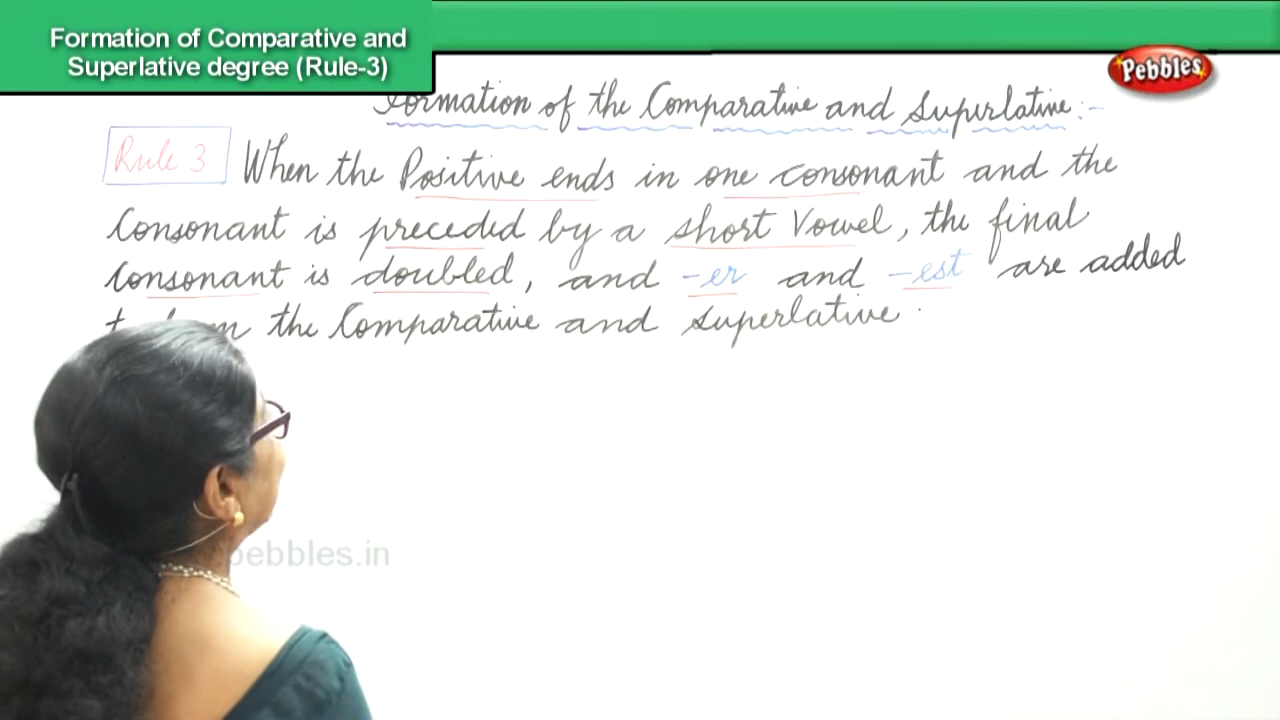 Formation of Comparative and
Superlative degree (Rule-3)
Pebbles
Formation of the Comparative and Superlative:-
Rule 3 When the Positive ends in one consonant and the
Consonant is preceded by a short Vowel, the final
Consonant is doubled, and -er and -est are added
the Comparative and Superlative.
pebbles.in